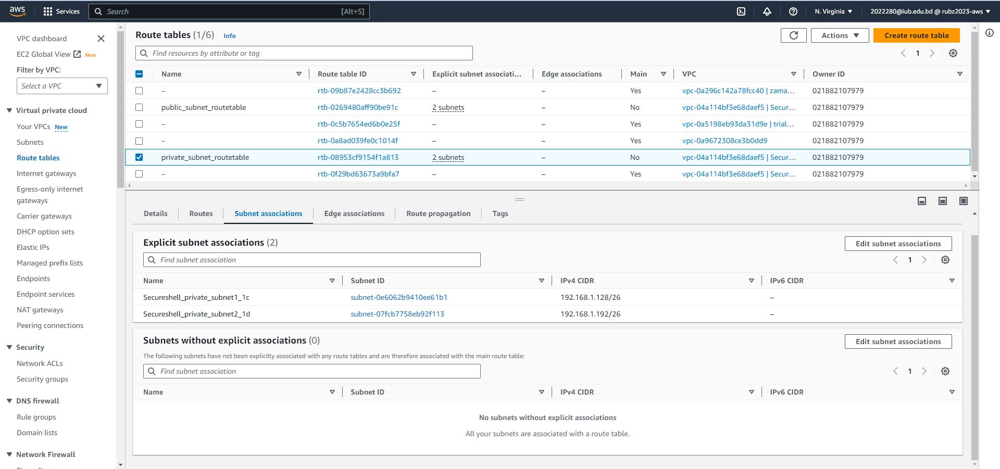 aws
Services
Search
[Alt+S]
N. Virginia
2022280@iub.edu.bd @ rubz2023-aws
VPC dashboard
EC2 Global View New
Filter by VPC:
Select a VPC
Virtual private cloud
Your VPCs New
Subnets
Route tables
Internet gateways
Egress-only internet
gateways
Carrier gateways
DHCP option sets
Elastic IPs
Managed prefix lists
Endpoints
Endpoint services
NAT gateways
Peering connections
Security
Network ACLs
Security groups
DNS firewall
Rule groups
Domain lists
Network Firewall
Route tables (1/6) Info
Actions
Create route table
Find resources by attribute or tag
1
Name Route table ID Explicit subnet associati... Edge associations Main VPC Owner ID
– rtb-09b87e2428cc3b692 – – Yes vpc-0a296c142a78fcc40 | zama... 021882107979
public_subnet_routetable rtb-0269480aff90be91c 2 subnets – No vpc-04a114bf3e68daef5 | Secur... 021882107979
– rtb-0c5b7654ed6b0e25f – – Yes vpc-0a5198eb93da31d9e | trial... 021882107979
– rtb-0a8ad039fe0c1014f – – Yes vpc-0a9672308ce3b0dd9 021882107979
private_subnet_routetable rtb-08953cf9154f1a813 2 subnets – No vpc-04a114bf3e68daef5 | Secur... 021882107979
– rtb-0f29bd63673a9bfa7 – – Yes vpc-04a114bf3e68daef5 | Secur... 021882107979
Details Routes Subnet associations Edge associations Route propagation Tags
Explicit subnet associations (2)
Edit subnet associations
Find subnet association
1
Name Subnet ID IPv4 CIDR IPv6 CIDR
Secureshell_private_subnet1_1c subnet-0e6062b9410ee61b1 192.168.1.128/26 –
Secureshell_private_subnet2_1d subnet-07fcb7758eb92f113 192.168.1.192/26 –
Subnets without explicit associations (0)
Edit subnet associations
The following subnets have not been explicitly associated with any route tables and are therefore associated with the main route table:
Find subnet association
1
Name Subnet ID IPv4 CIDR IPv6 CIDR
No subnets without explicit associations
All your subnets are associated with a route table.